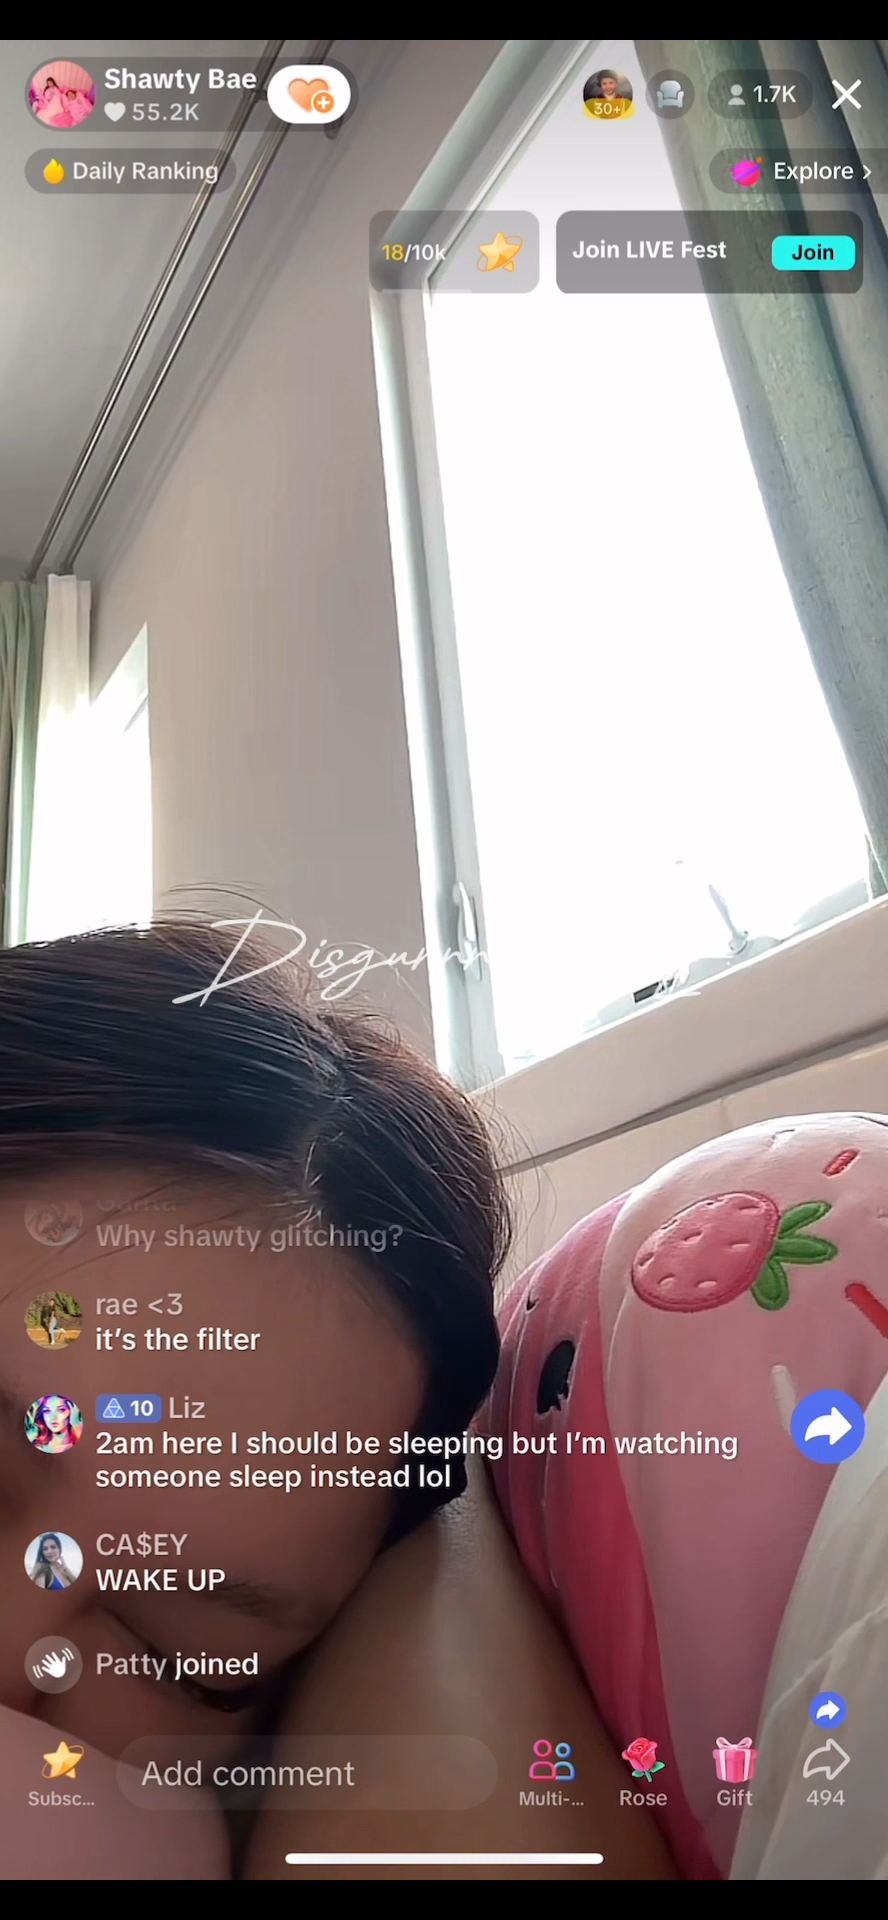 Shawty Bae
55.2K
30+
1.7K
Daily Ranking
Explore
18/10k
Join LIVE Fest
Join
Why shawty glitching?
rae <3
it’s the filter
10 Liz
2am here I should be sleeping but I’m watching
someone sleep instead lol
CA$EY
WAKE UP
Patty joined
Subsc...
Add comment
Multi-...
Rose
Gift
494